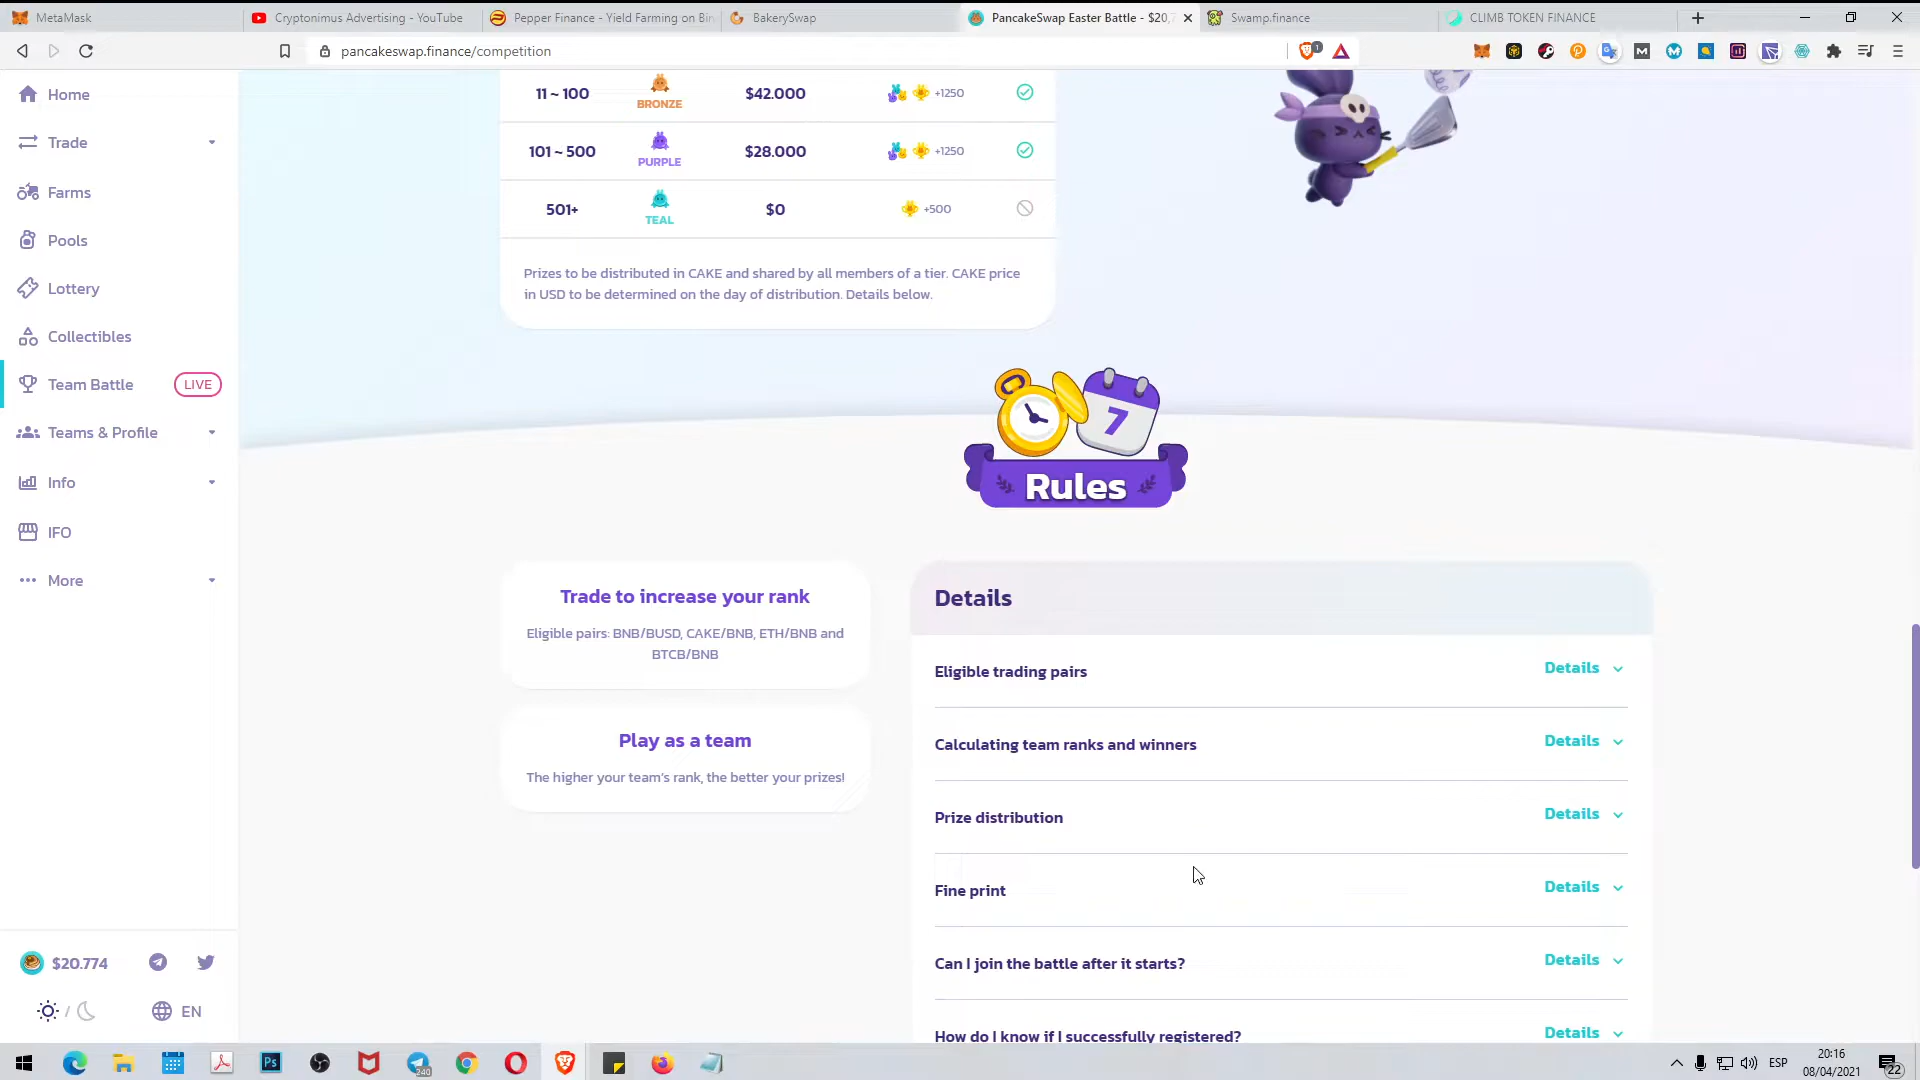 MetaMask
Cryptonimus Advertising - YouTube
Pepper Finance - Yield Farming on Bin
BakerySwap
PancakeSwap Easter Battle - $20,7
Swamp.finance
CLIMB TOKEN FINANCE
pancakeswap.finance/competition
1
Home
Trade
Farms
Pools
Lottery
Collectibles
Team Battle
LIVE
Teams & Profile
Info
IFO
More
$20.774
EN
11 ~ 100
BRONZE
$42.000
+1250
101 ~ 500
PURPLE
$28.000
+1250
501+
TEAL
$0
+500
Prizes to be distributed in CAKE and shared by all members of a tier. CAKE price
in USD to be determined on the day of distribution. Details below.
7
Rules
Trade to increase your rank
Eligible pairs: BNB/BUSD, CAKE/BNB, ETH/BNB and
BTCB/BNB
Play as a team
The higher your team's rank, the better your prizes!
Details
Eligible trading pairs
Details
Calculating team ranks and winners
Details
Prize distribution
Details
Fine print
Details
Can I join the battle after it starts?
Details
How do I know if I successfully registered?
Details
Ps
240
ESP
20:16
08/04/2021
22